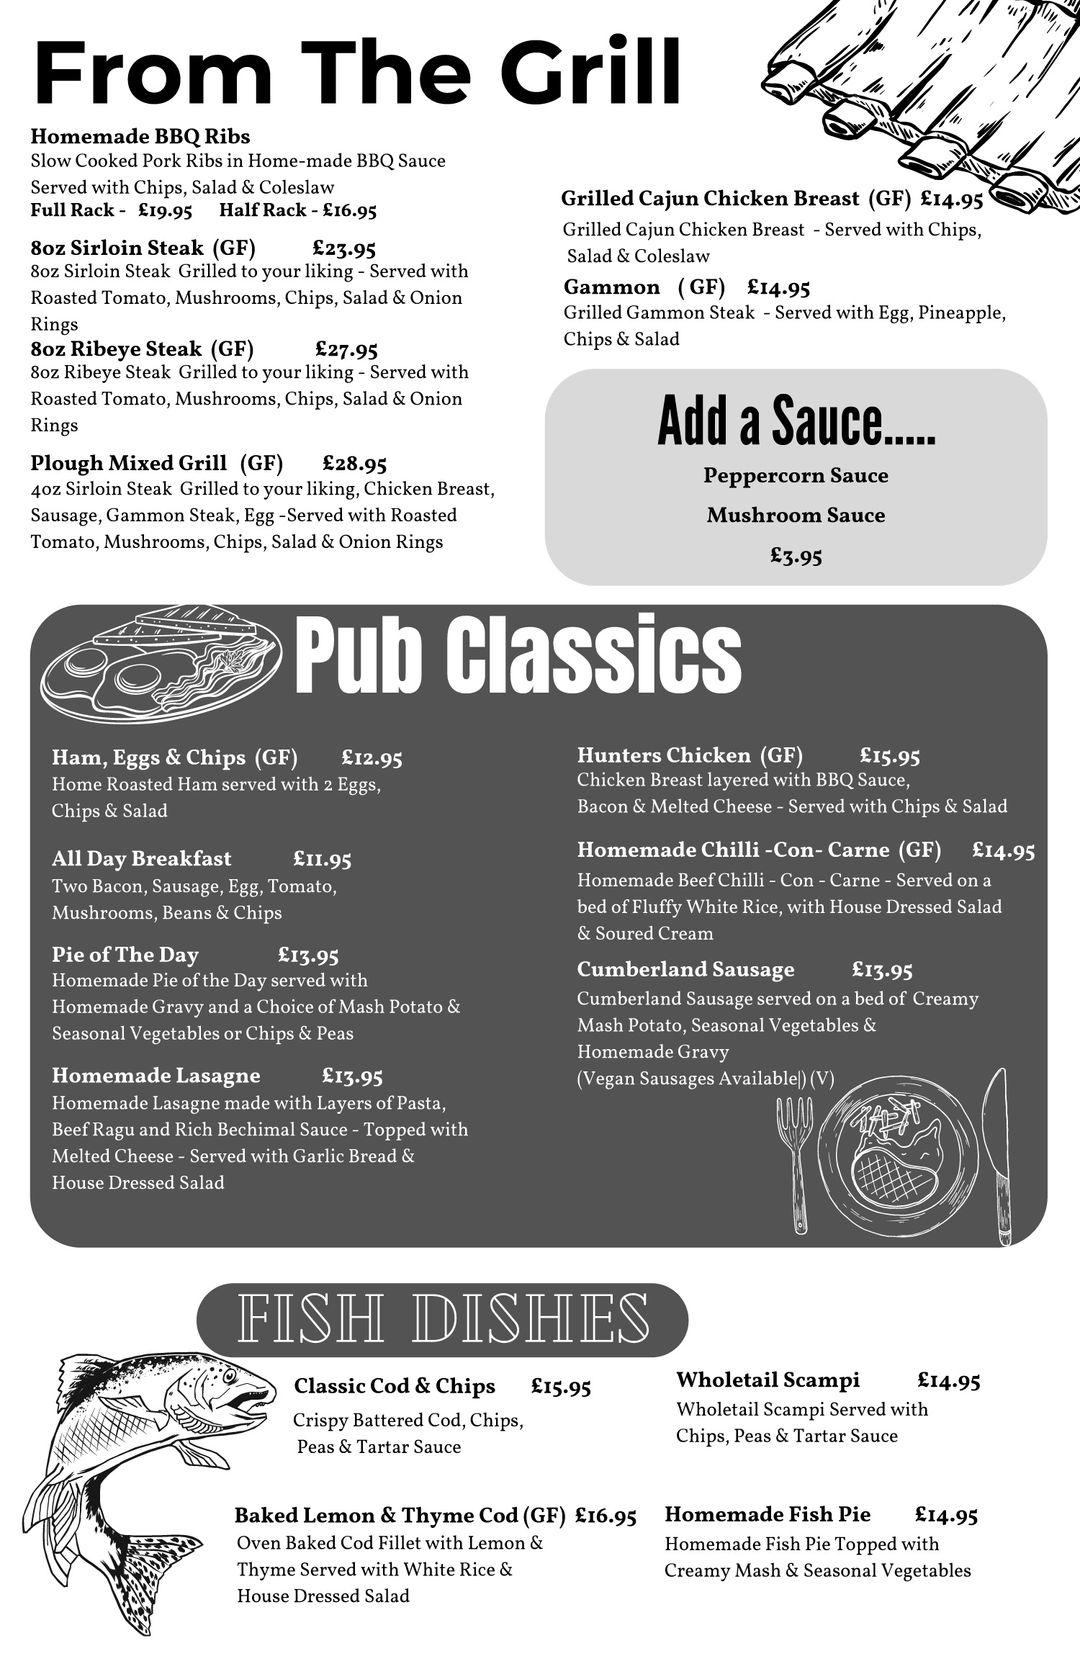 From The Grill
Homemade BBQ Ribs
Slow Cooked Pork Ribs in Home-made BBQ Sauce
Served with Chips, Salad & Coleslaw
Full Rack - £19.95 Half Rack - £16.95
8oz Sirloin Steak (GF) £23.95
8oz Sirloin Steak Grilled to your liking - Served with
Roasted Tomato, Mushrooms, Chips, Salad & Onion
Rings
8oz Ribeye Steak (GF) £27.95
8oz Ribeye Steak Grilled to your liking - Served with
Roasted Tomato, Mushrooms, Chips, Salad & Onion
Rings
Plough Mixed Grill (GF) £28.95
4oz Sirloin Steak Grilled to your liking, Chicken Breast,
Sausage, Gammon Steak, Egg -Served with Roasted
Tomato, Mushrooms, Chips, Salad & Onion Rings
Grilled Cajun Chicken Breast (GF) £14.95
Grilled Cajun Chicken Breast - Served with Chips,
Salad & Coleslaw
Gammon ( GF) £14.95
Grilled Gammon Steak - Served with Egg, Pineapple,
Chips & Salad
Add a Sauce.....
Peppercorn Sauce
Mushroom Sauce
£3.95
Pub Classics
Ham, Eggs & Chips (GF) £12.95
Home Roasted Ham served with 2 Eggs,
Chips & Salad
All Day Breakfast £11.95
Two Bacon, Sausage, Egg, Tomato,
Mushrooms, Beans & Chips
Pie of The Day £13.95
Homemade Pie of the Day served with
Homemade Gravy and a Choice of Mash Potato &
Seasonal Vegetables or Chips & Peas
Homemade Lasagne £13.95
Homemade Lasagne made with Layers of Pasta,
Beef Ragu and Rich Bechimal Sauce - Topped with
Melted Cheese - Served with Garlic Bread &
House Dressed Salad
Hunters Chicken (GF) £15.95
Chicken Breast layered with BBQ Sauce,
Bacon & Melted Cheese - Served with Chips & Salad
Homemade Chilli -Con- Carne (GF) £14.95
Homemade Beef Chilli - Con - Carne - Served on a
bed of Fluffy White Rice, with House Dressed Salad
& Soured Cream
Cumberland Sausage £13.95
Cumberland Sausage served on a bed of Creamy
Mash Potato, Seasonal Vegetables &
Homemade Gravy
(Vegan Sausages Available|) (V)
FISH DISHES
Classic Cod & Chips £15.95
Crispy Battered Cod, Chips,
Peas & Tartar Sauce
Wholetail Scampi £14.95
Wholetail Scampi Served with
Chips, Peas & Tartar Sauce
Baked Lemon & Thyme Cod (GF) £16.95
Oven Baked Cod Fillet with Lemon &
Thyme Served with White Rice &
House Dressed Salad
Homemade Fish Pie £14.95
Homemade Fish Pie Topped with
Creamy Mash & Seasonal Vegetables